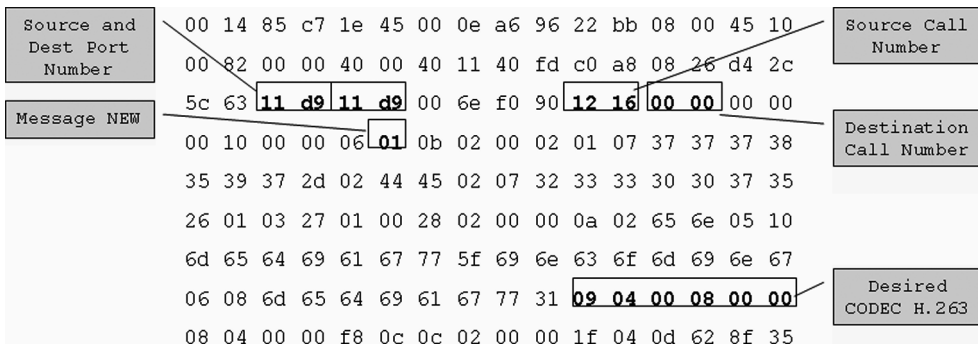 Source and
Dest Port
Number
Message NEW
00 14 85 c7 1e 45 00 0e a6 96 22 bb 08 00 45 10
00 82 00 00 40 00 40 11 40 fd c0 a8 08 26 d4 2c
5c 63 11 d9 11 d9 00 6e f0 90 12 16 00 00 00 00
00 10 00 00 06 01 0b 02 00 02 01 07 37 37 37 38
35 39 37 2d 02 44 45 02 07 32 33 33 30 30 37 35
26 01 03 27 01 00 28 02 00 00 0a 02 65 6e 05 10
6d 65 64 69 61 67 77 5f 69 6e 63 6f 6d 69 6e 67
06 08 6d 65 64 69 61 67 77 31 09 04 00 08 00 00
08 04 00 00 f8 0c 0c 02 00 00 1f 04 0d 62 8f 35
Source Call
Number
Destination
Call Number
Desired
CODEC H.263